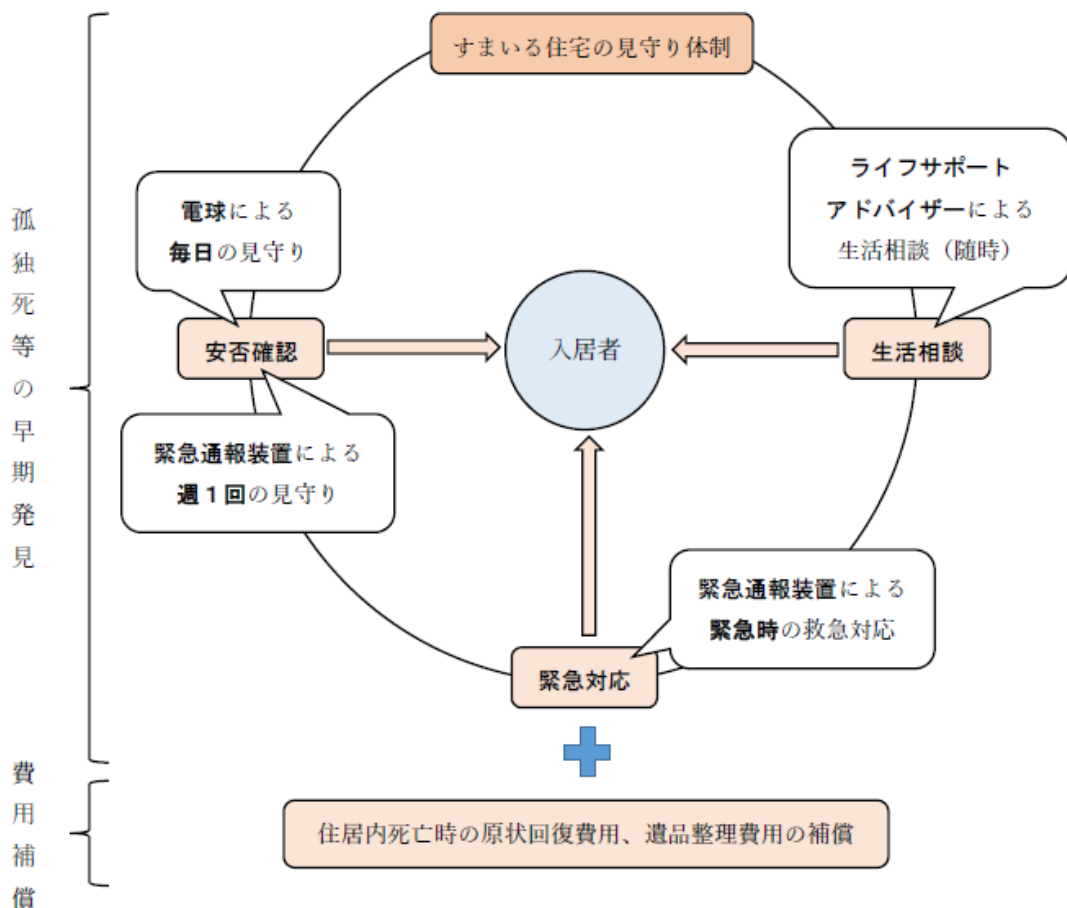 すまいる住宅の見守り体制
ライフサポート
アドバイザーによる
生活相談（随時）
電球による
毎日の見守り
孤独死等の早期発見
安否確認
入居者
生活相談
緊急通報装置による
週１回の見守り
緊急通報装置による
緊急時の救急対応
緊急対応
費用補償
住居内死亡時の原状回復費用、遺品整理費用の補償